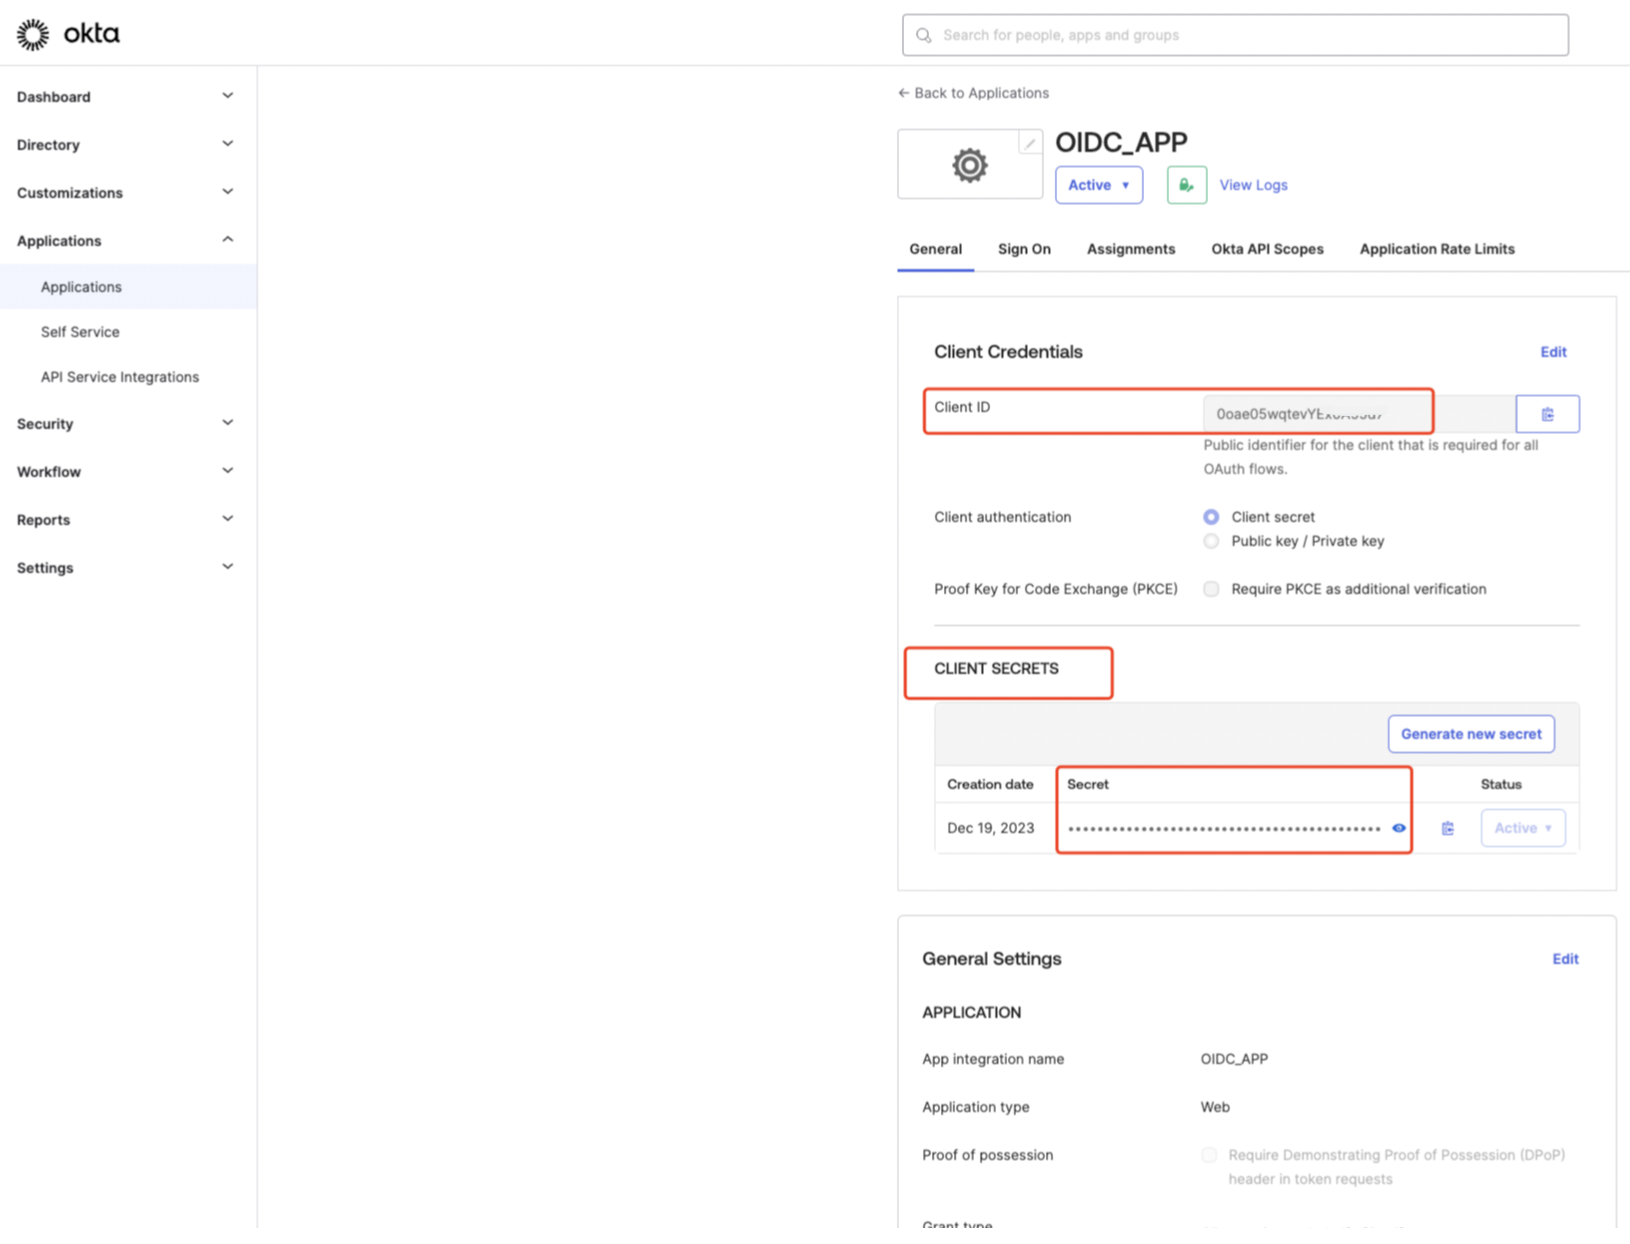 okta
Search for people, apps and groups
Dashboard
Directory
Customizations
Applications
Applications
Self Service
API Service Integrations
Security
Workflow
Reports
Settings
← Back to Applications
OIDC_APP
Active ▼
View Logs
General Sign On Assignments Okta API Scopes Application Rate Limits
Client Credentials Edit
Client ID
Public identifier for the client that is required for all
OAuth flows.
Client authentication Client secret
Public key / Private key
Proof Key for Code Exchange (PKCE) Require PKCE as additional verification
CLIENT SECRETS
Generate new secret
Creation date Secret Status
Dec 19, 2023 •••••••••••••••••••••••••••••••••••••••••••• Active ▼
General Settings Edit
APPLICATION
App integration name OIDC_APP
Application type Web
Proof of possession Require Demonstrating Proof of Possession (DPoP)
header in token requests
Grant type